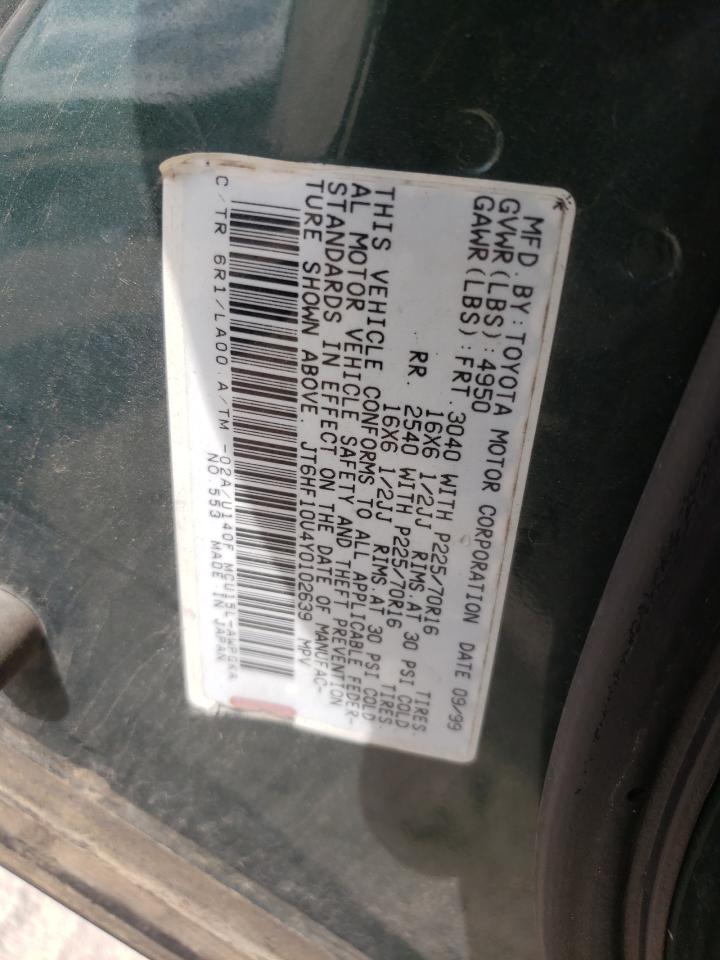 MFD.BY:TOYOTA MOTOR CORPORATION DATE 09/99
GVWR(LBS):4950
GAWR(LBS):FRT.3040 WITH P225/70R16 TIRES
16X6 1/2JJ RIMS.AT 30 PSI COLD
RR. 2540 WITH P225/70R16 TIRES
16X6 1/2JJ RIMS.AT 30 PSI COLD
THIS VEHICLE CONFORMS TO ALL APPLICABLE FEDER-
AL MOTOR VEHICLE SAFETY AND THEFT PREVENTION
STANDARDS IN EFFECT ON THE DATE OF MANUFAC-
TURE SHOWN ABOVE. JT6HF10U4Y0102639 MPV
C/TR 6R1/LA00.A/TM -02A/U140F MCU15L-AWPGKA
NO.553 MADE IN JAPAN